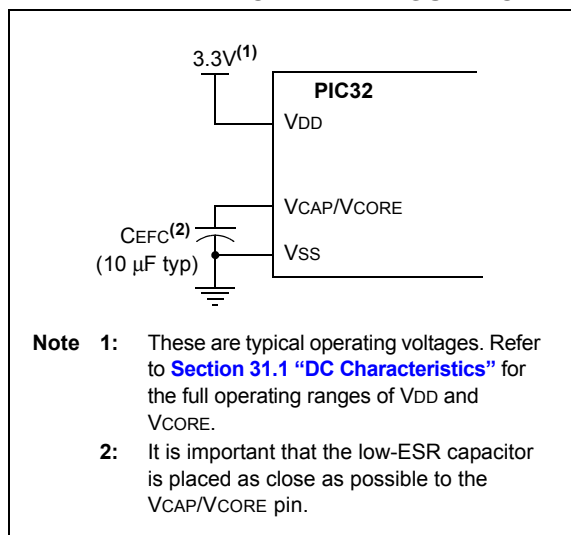 3.3V(1)
PIC32
VDD
VCAP/VCORE
CEFC(2)
(10 μF typ)
VSS
Note 1: These are typical operating voltages. Refer
to Section 31.1 “DC Characteristics” for
the full operating ranges of VDD and
VCORE.
2: It is important that the low-ESR capacitor
is placed as close as possible to the
VCAP/VCORE pin.